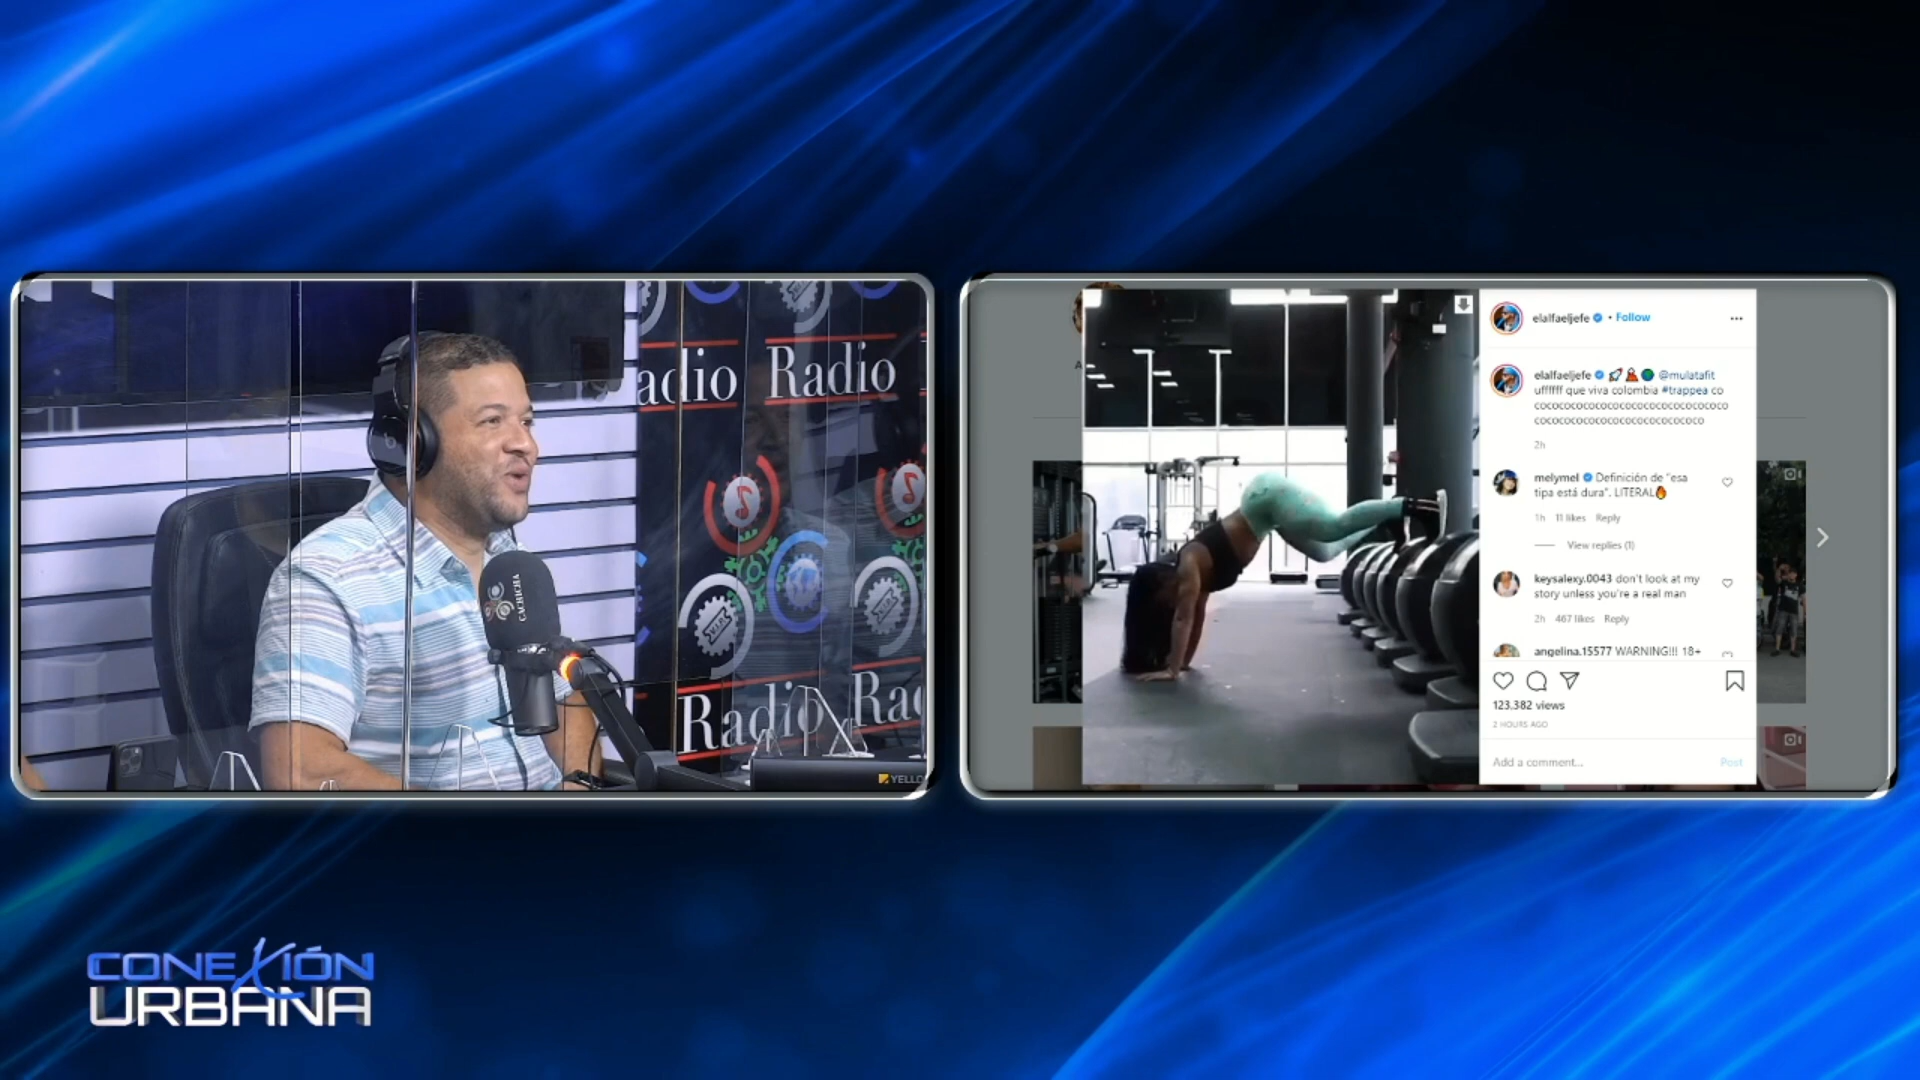 adio
Radio
CACHICHA
V.I.P.
Radio
Rad
YELLO
elalfaeljefe • Follow
elalfaeljefe @mulatafit
ufffffff que viva colombia #trappea co
2h
melymel Definición de "esa
tipa está dura". LITERAL
1h 11 likes Reply
View replies (1)
keysalexy.0043 don't look at my
story unless you're a real man
2h 467 likes Reply
angelina.15577 WARNING!!! 18+
123,382 views
2 HOURS AGO
Add a comment...
Post
CONEXIÓN
URBANA